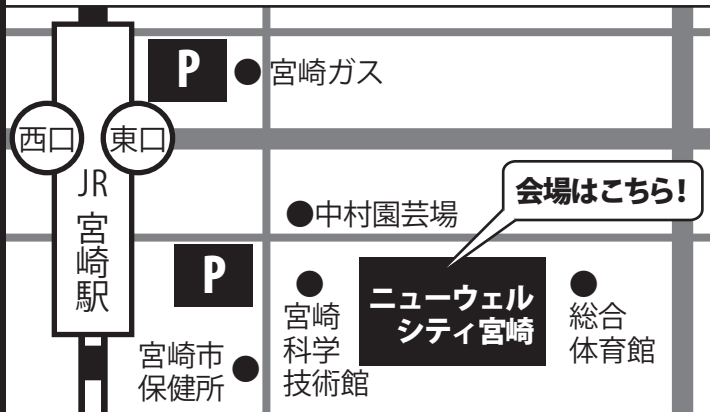 P
宮崎ガス
西口
東口
JR
宮崎駅
会場はこちら!
中村園芸場
P
宮崎
科学
技術館
ニューウェル
シティ宮崎
総合
体育館
宮崎市
保健所